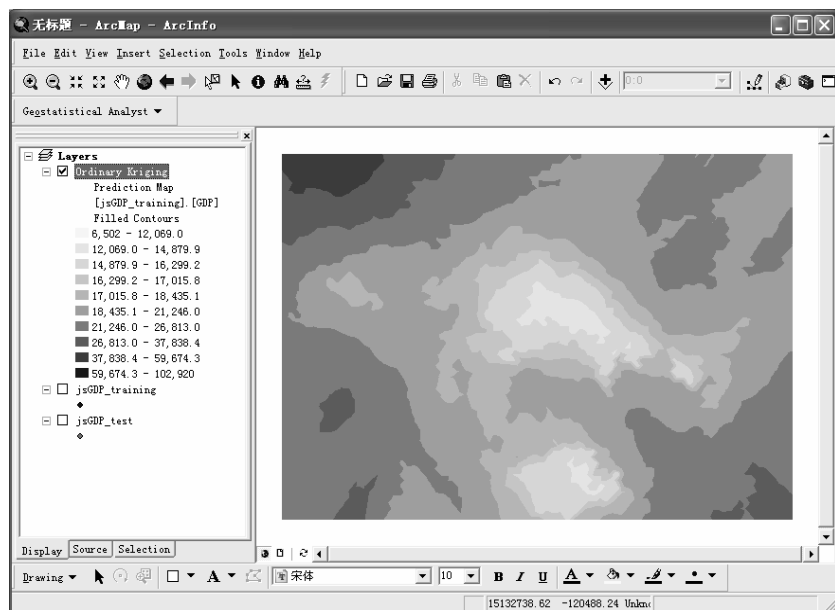 无标题 - ArcMap - ArcInfo
File Edit View Insert Selection Tools Window Help
0:0
Geostatistical Analyst
Layers
Ordinary Kriging
Prediction Map
[jsGDP_training].[GDP]
Filled Contours
6,502 - 12,069.0
12,069.0 - 14,879.9
14,879.9 - 16,299.2
16,299.2 - 17,015.8
17,015.8 - 18,435.1
18,435.1 - 21,246.0
21,246.0 - 26,813.0
26,813.0 - 37,838.4
37,838.4 - 59,674.3
59,674.3 - 102,920
jsGDP_training
jsGDP_test
Display Source Selection
Drawing A 宋体 10 B I U A
15132738.62 -120488.24 Unkno